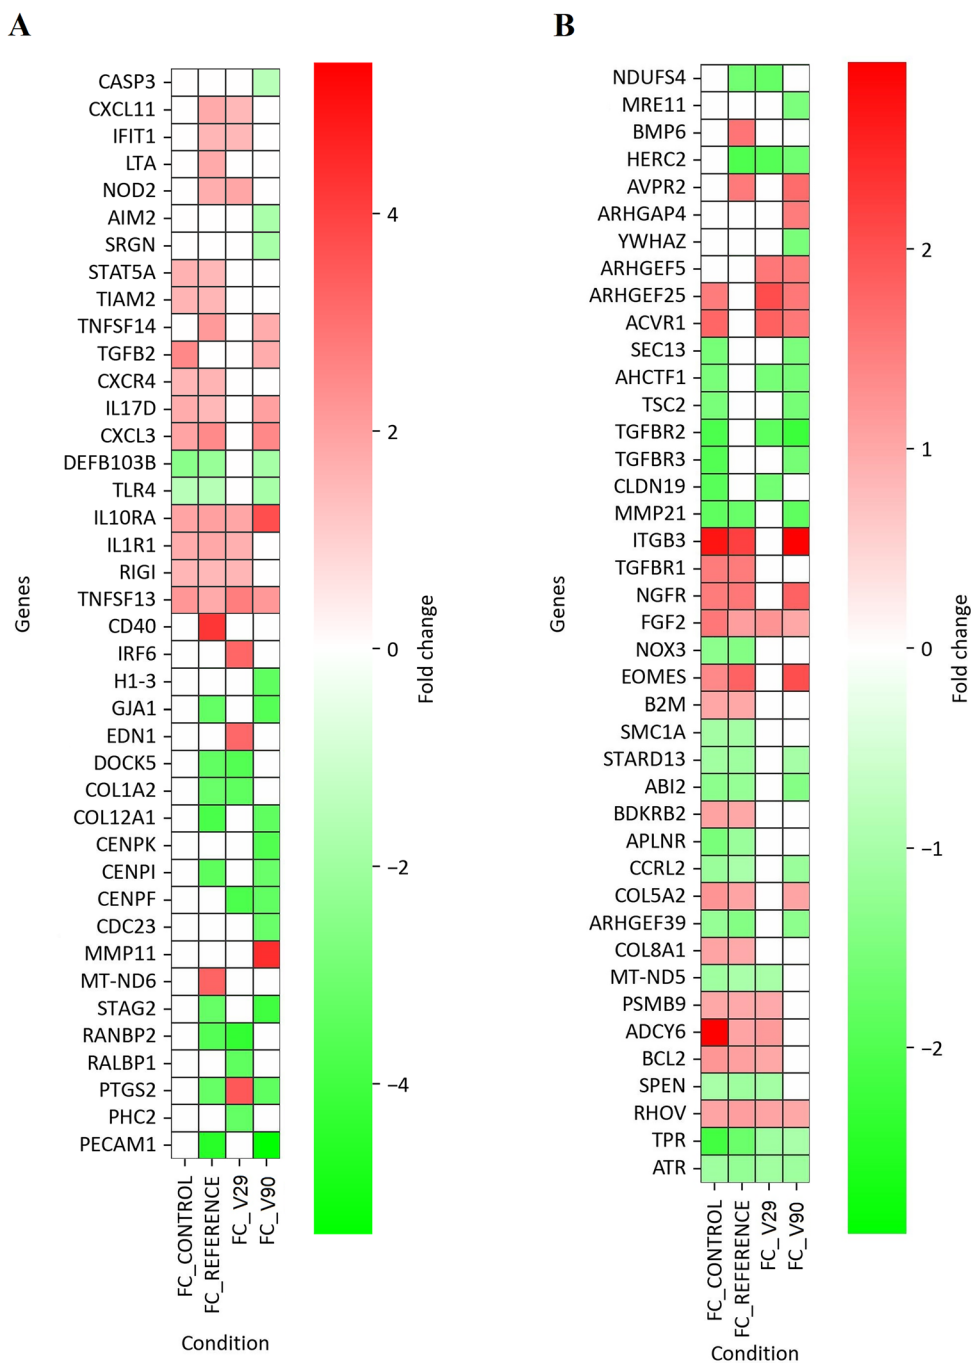 A
CASP3
CXCL11
IFIT1
LTA
NOD2
AIM2
SRGN
STAT5A
TIAM2
TNFSF14
TGFB2
CXCR4
IL17D
CXCL3
DEFB103B
TLR4
IL10RA
IL1R1
RIGI
TNFSF13
CD40
IRF6
H1-3
GJA1
EDN1
DOCK5
COL1A2
COL12A1
CENPK
CENPI
CENPF
CDC23
MMP11
MT-ND6
STAG2
RANBP2
RALBP1
PTGS2
PHC2
PECAM1
Genes
FC_CONTROL
FC_REFERENCE
FC_V29
FC_V90
Condition
4
2
0
−2
−4
Fold change
B
NDUFS4
MRE11
BMP6
HERC2
AVPR2
ARHGAP4
YWHAZ
ARHGEF5
ARHGEF25
ACVR1
SEC13
AHCTF1
TSC2
TGFBR2
TGFBR3
CLDN19
MMP21
ITGB3
TGFBR1
NGFR
FGF2
NOX3
EOMES
B2M
SMC1A
STARD13
ABI2
BDKRB2
APLNR
CCRL2
COL5A2
ARHGEF39
COL8A1
MT-ND5
PSMB9
ADCY6
BCL2
SPEN
RHOV
TPR
ATR
Genes
FC_CONTROL
FC_REFERENCE
FC_V29
FC_V90
Condition
2
1
0
−1
−2
Fold change